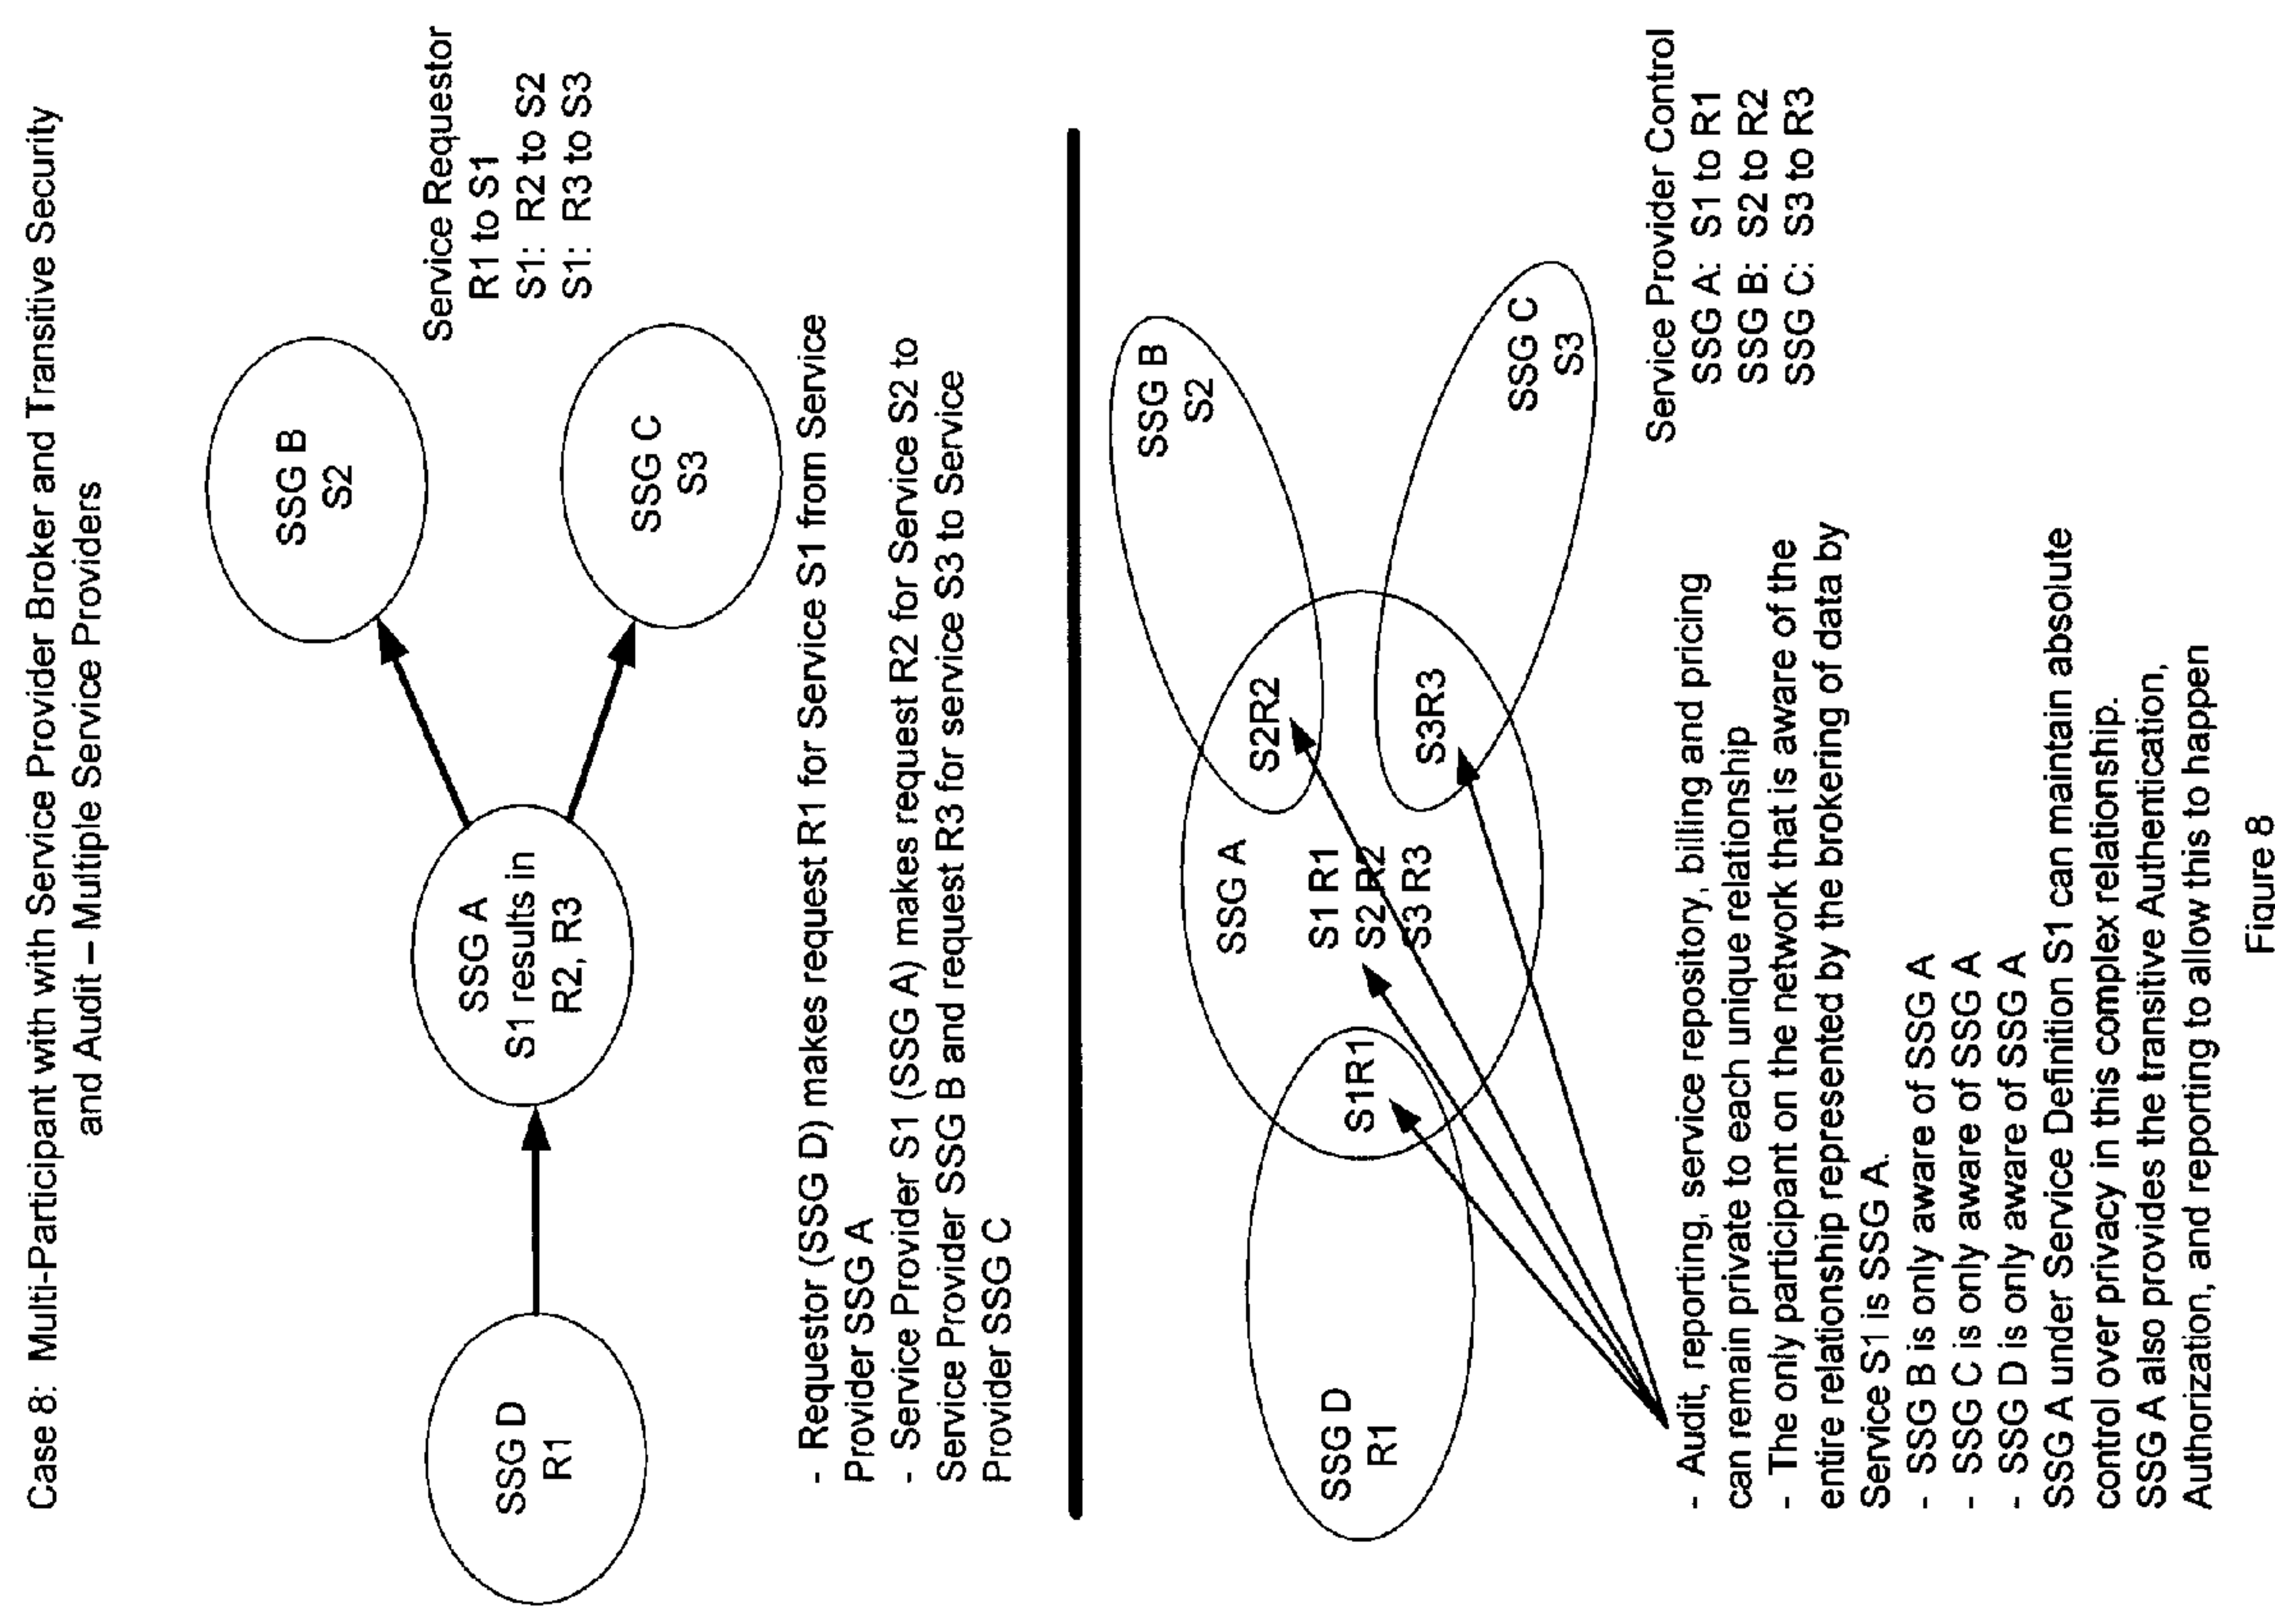 Case 8:  Multi-Participant with with Service Provider Broker and Transitive Security
and Audit – Multiple Service Providers
SSG D
R1
SSG A
S1 results in
R2, R3
SSG B
S2
SSG C
S3
Service Requestor
R1 to S1
S1:  R2 to S2
S1:  R3 to S3
- Requestor (SSG D) makes request R1 for Service S1 from Service
Provider SSG A
- Service Provider S1 (SSG A) makes request R2 for Service S2 to
Service Provider SSG B and request R3 for service S3 to Service
Provider SSG C
SSG D
R1
S1R1
SSG A
S1 R1
S2 R2
S3 R3
S2R2
S3R3
SSG B
S2
SSG C
S3
Service Provider Control
SSG A:  S1 to R1
SSG B:  S2 to R2
SSG C:  S3 to R3
- Audit, reporting, service repository, billing and pricing
can remain private to each unique relationship
- The only participant on the network that is aware of the
entire relationship represented by the brokering of data by
Service S1 is SSG A.
- SSG B is only aware of SSG A
- SSG C is only aware of SSG A
- SSG D is only aware of SSG A
SSG A under Service Definition S1 can maintain absolute
control over privacy in this complex relationship.
SSG A also provides the transitive Authentication,
Authorization, and reporting to allow this to happen
Figure 8